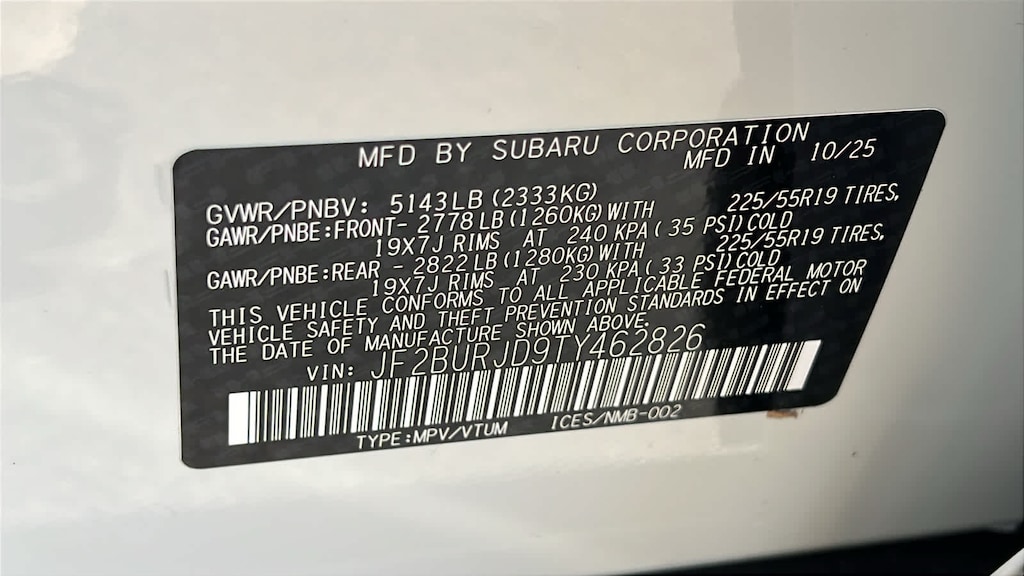 MFD BY SUBARU CORPORATION
MFD IN 10/25
GVWR/PNBV: 5143LB (2333KG)
GAWR/PNBE:FRONT- 2778LB (1260KG) WITH 225/55R19 TIRES,
19X7J RIMS AT 240 KPA( 35 PSI)COLD
GAWR/PNBE:REAR - 2822LB (1280KG) WITH 225/55R19 TIRES,
19X7J RIMS AT 230 KPA( 33 PSI)COLD
THIS VEHICLE CONFORMS TO ALL APPLICABLE FEDERAL MOTOR
VEHICLE SAFETY AND THEFT PREVENTION STANDARDS IN EFFECT ON
THE DATE OF MANUFACTURE SHOWN ABOVE.
VIN: JF2BURJD9TY462826
TYPE:MPV/VTUM ICES/NMB-002